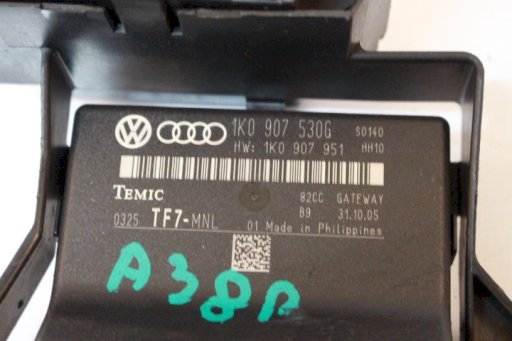 1K0 907 530G S0140
HW: 1K0 907 951 HH10
TEMIC 82CC GATEWAY
B9 31.10.05
0325 TF7-MNL 01 Made in Philippines
A38A